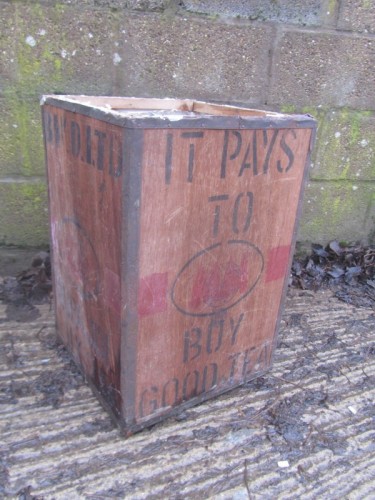 IT PAYS
TO
BUY
GOOD TEA